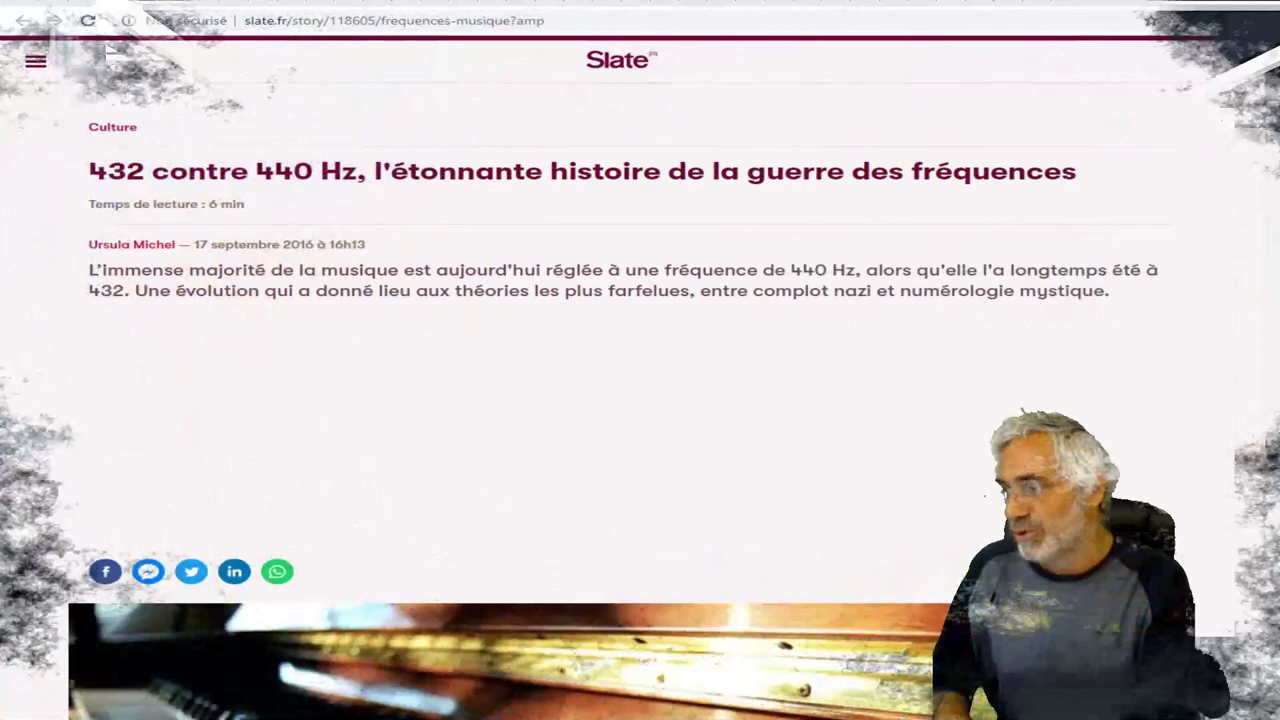 slate.fr/story/118605/frequences-musique?amp
Slate FR
Culture
432 contre 440 Hz, l'étonnante histoire de la guerre des fréquences
Temps de lecture : 6 min
Ursula Michel — 17 septembre 2016 à 16h13
L'immense majorité de la musique est aujourd'hui réglée à une fréquence de 440 Hz, alors qu'elle l'a longtemps été à
432. Une évolution qui a donné lieu aux théories les plus farfelues, entre complot nazi et numérologie mystique.